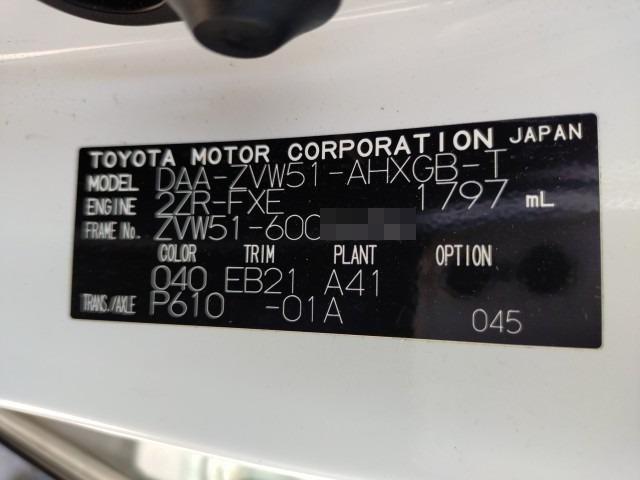 TOYOTA MOTOR CORPORATION JAPAN
MODEL DAA-ZVW51-AHXGB-T
ENGINE 2ZR-FXE 1797 mL
FRAME No. ZVW51-600
COLOR TRIM PLANT OPTION
040 EB21 A41
TRANS./AXLE P610 -01A 045